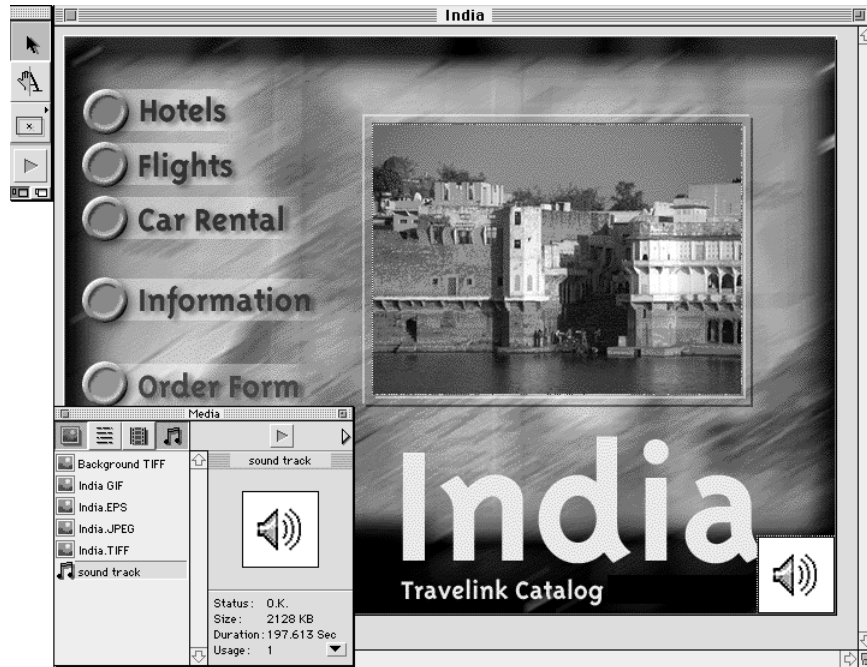 India
Hotels
Flights
Car Rental
Information
Order Form
Media
Background TIFF
India GIF
India.EPS
India.JPEG
India.TIFF
sound track
sound track
Status: O.K.
Size: 2128 KB
Duration: 197.613 Sec
Usage: 1
India
Travelink Catalog